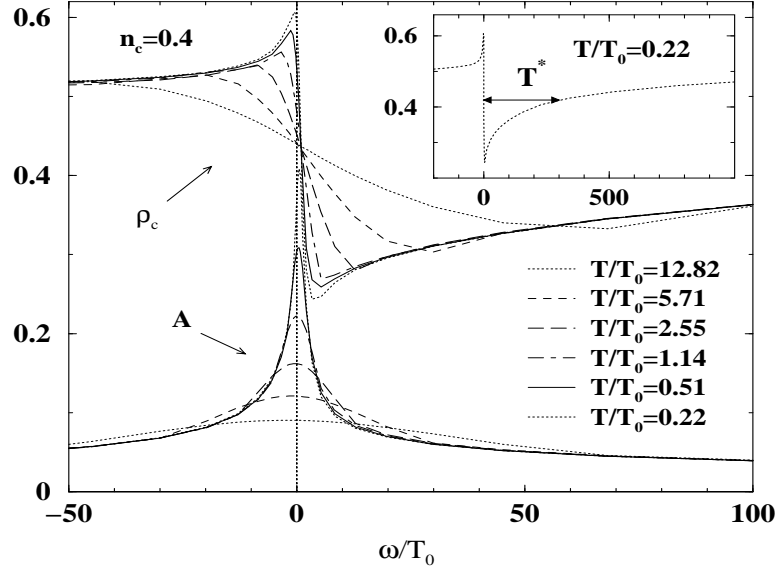 0.6
n_c=0.4
0.6
T/T_0=0.22
T^*
0.4
0
500
0.4
ρ_c
T/T_0=12.82
T/T_0=5.71
T/T_0=2.55
T/T_0=1.14
T/T_0=0.51
T/T_0=0.22
0.2
A
0
−50
0
50
100
ω/T_0